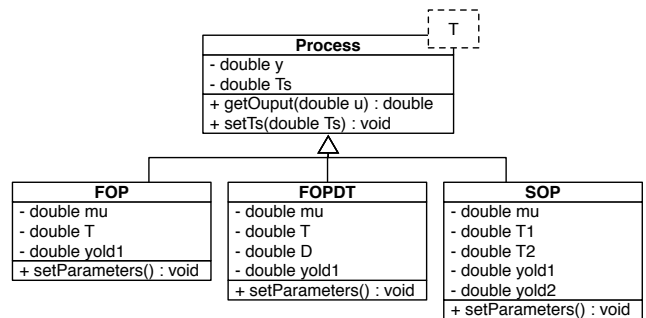 T
Process
- double y
- double Ts
+ getOuput(double u) : double
+ setTs(double Ts) : void
FOP
- double mu
- double T
- double yold1
+ setParameters() : void
FOPDT
- double mu
- double T
- double D
- double yold1
+ setParameters() : void
SOP
- double mu
- double T1
- double T2
- double yold1
- double yold2
+ setParameters() : void